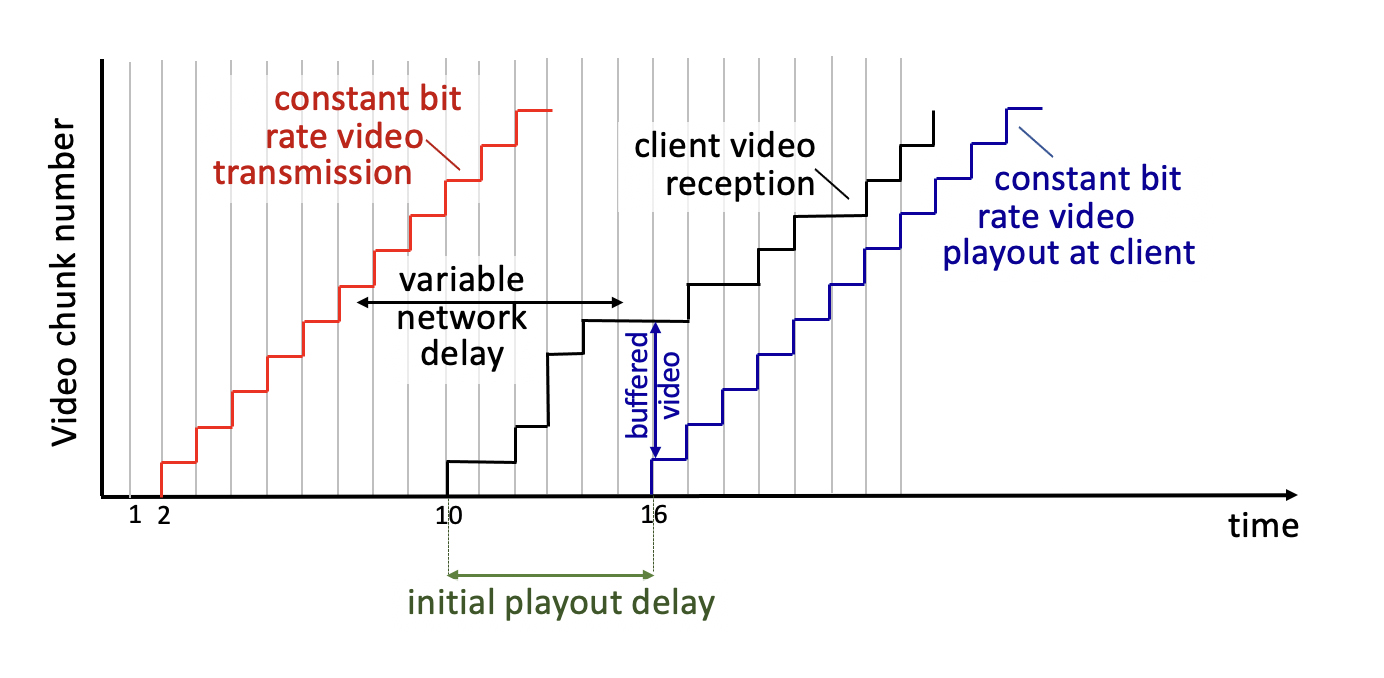 constant bit
rate video
transmission
client video
reception
constant bit
rate video
playout at client
Video chunk number
variable
network
delay
buffered
video
1 2 10 16
time
initial playout delay